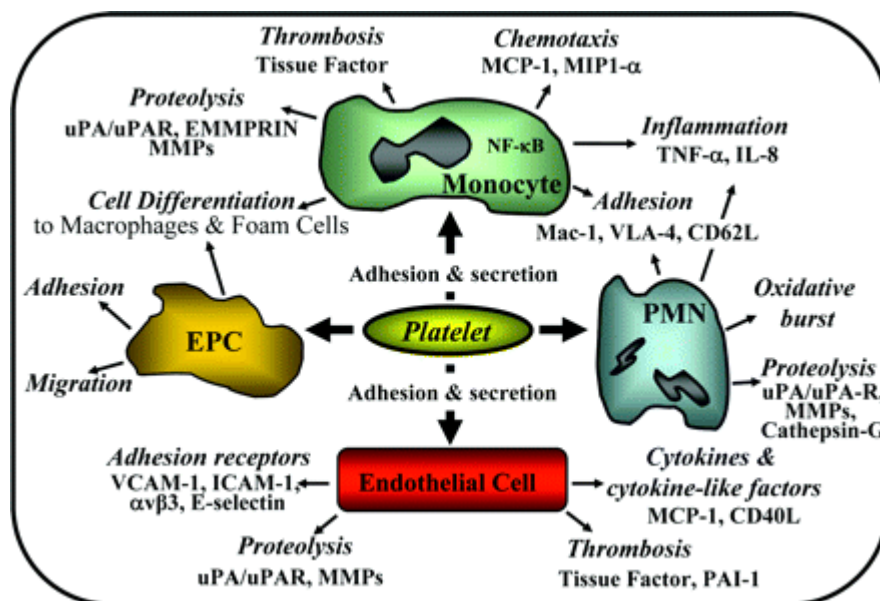 Thrombosis
Tissue Factor
Chemotaxis
MCP-1, MIP1-α
Proteolysis
uPA/uPAR, EMMPRIN
MMPs
NF-κB
Monocyte
Inflammation
TNF-α, IL-8
Cell Differentiation
to Macrophages & Foam Cells
Adhesion
Mac-1, VLA-4, CD62L
Adhesion & secretion
Adhesion
Migration
EPC
Platelet
PMN
Oxidative
burst
Proteolysis
uPA/uPA-R,
MMPs,
Cathepsin-G
Adhesion & secretion
Adhesion receptors
VCAM-1, ICAM-1,
αvβ3, E-selectin
Endothelial Cell
Cytokines &
cytokine-like factors
MCP-1, CD40L
Proteolysis
uPA/uPAR, MMPs
Thrombosis
Tissue Factor, PAI-1